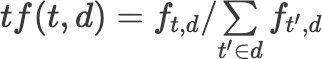 tf(t, d) = f_{t,d} / ∑_{t′∈d} f_{t′,d}